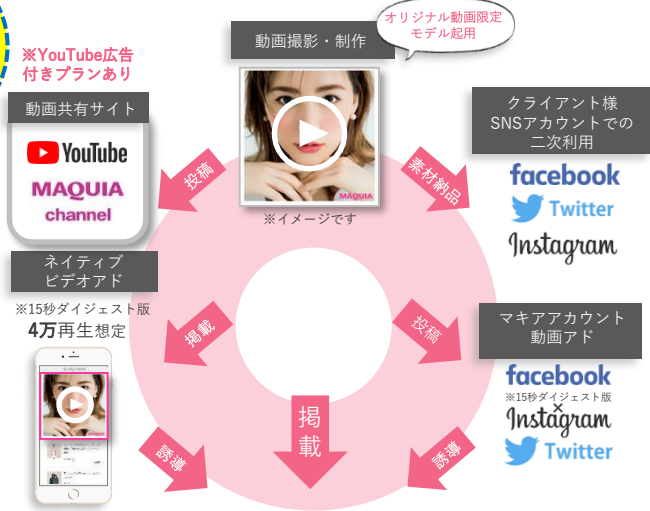 オリジナル動画限定
モデル起用
動画撮影・制作
※YouTube広告
付きプランあり
動画共有サイト
YouTube
MAQUIA
channel
投稿
MAQUIA
※イメージです
素材納品
クライアント様
SNSアカウントでの
二次利用
facebook
Twitter
Instagram
ネイティブ
ビデオアド
※15秒ダイジェスト版
4万再生想定
掲載
投稿
マキアアカウント
動画アド
facebook
※15秒ダイジェスト版
×
Instagram
Twitter
MAQUIA
誘導
掲載
誘導